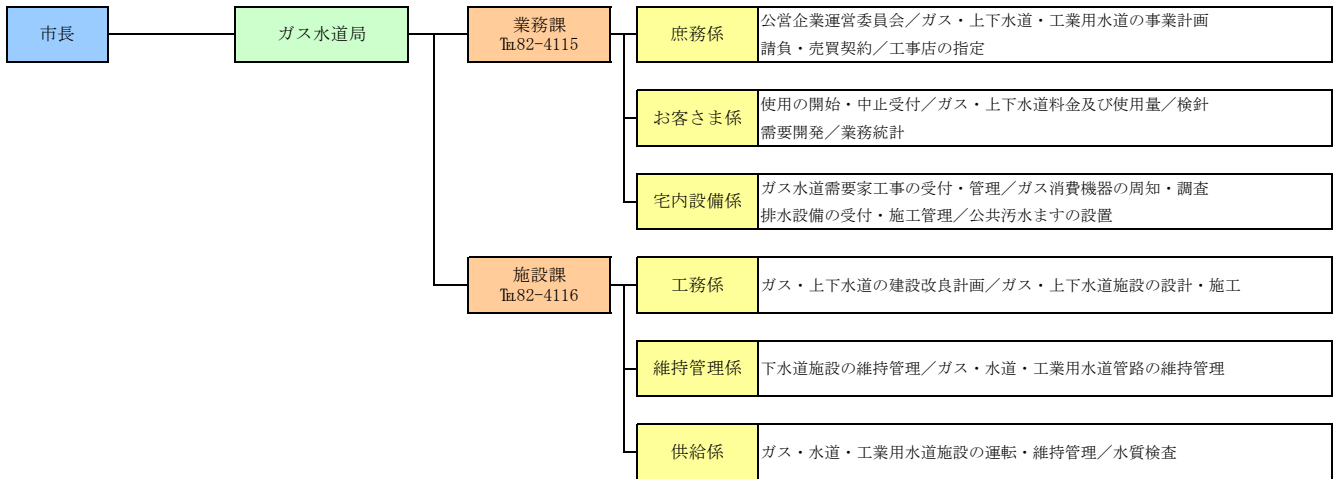 市長
ガス水道局
業務課
℡82-4115
庶務係
公営企業運営委員会／ガス・上下水道・工業用水道の事業計画
請負・売買契約／工事店の指定
お客さま係
使用の開始・中止受付／ガス・上下水道料金及び使用量／検針
需要開発／業務統計
宅内設備係
ガス水道需要家工事の受付・管理／ガス消費機器の周知・調査
排水設備の受付・施工管理／公共汚水ますの設置
施設課
℡82-4116
工務係
ガス・上下水道の建設改良計画／ガス・上下水道施設の設計・施工
維持管理係
下水道施設の維持管理／ガス・水道・工業用水道管路の維持管理
供給係
ガス・水道・工業用水道施設の運転・維持管理／水質検査